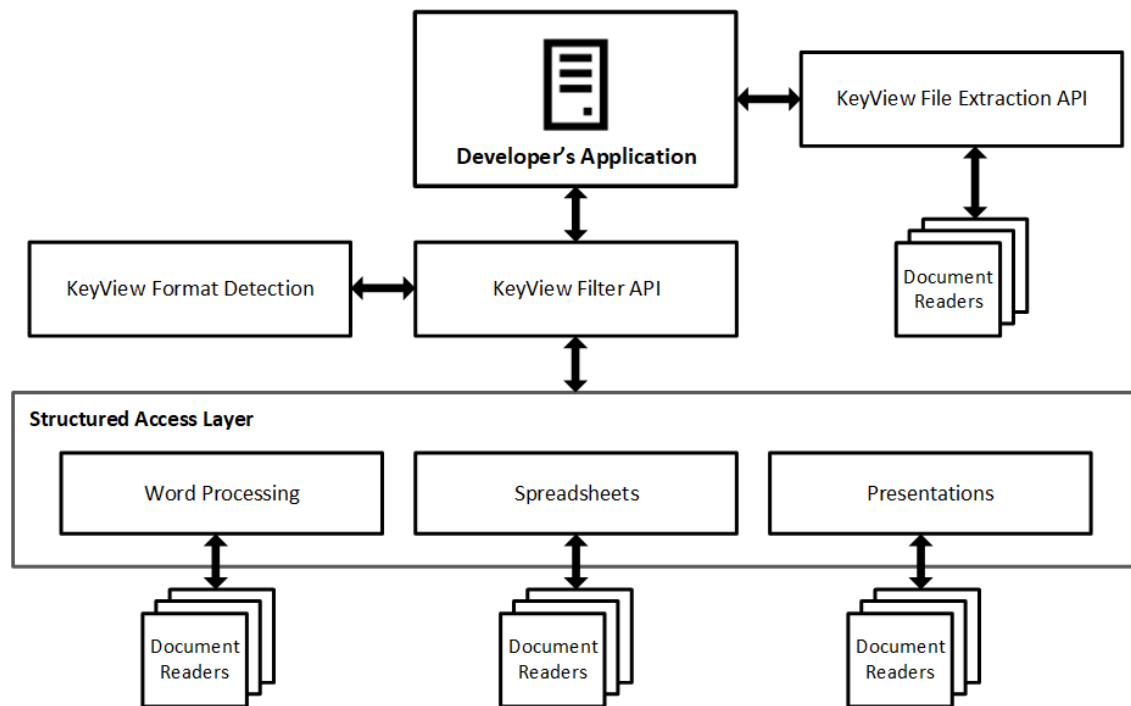 KeyView File Extraction API
Developer’s Application
KeyView Format Detection
KeyView Filter API
Document
Readers
Structured Access Layer
Word Processing
Spreadsheets
Presentations
Document
Readers
Document
Readers
Document
Readers